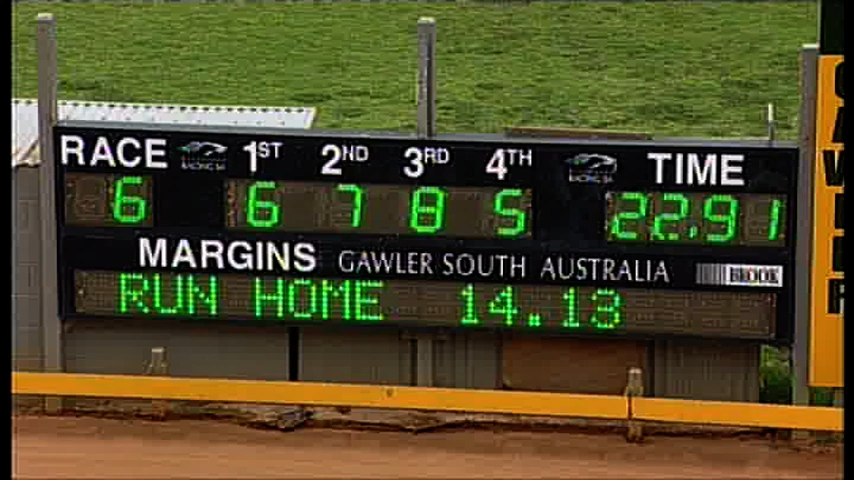 RACE 1ST 2ND 3RD 4TH TIME
6 6 7 8 5 22.91
MARGINS GAWLER SOUTH AUSTRALIA BROOK
RUN HOME 14.13